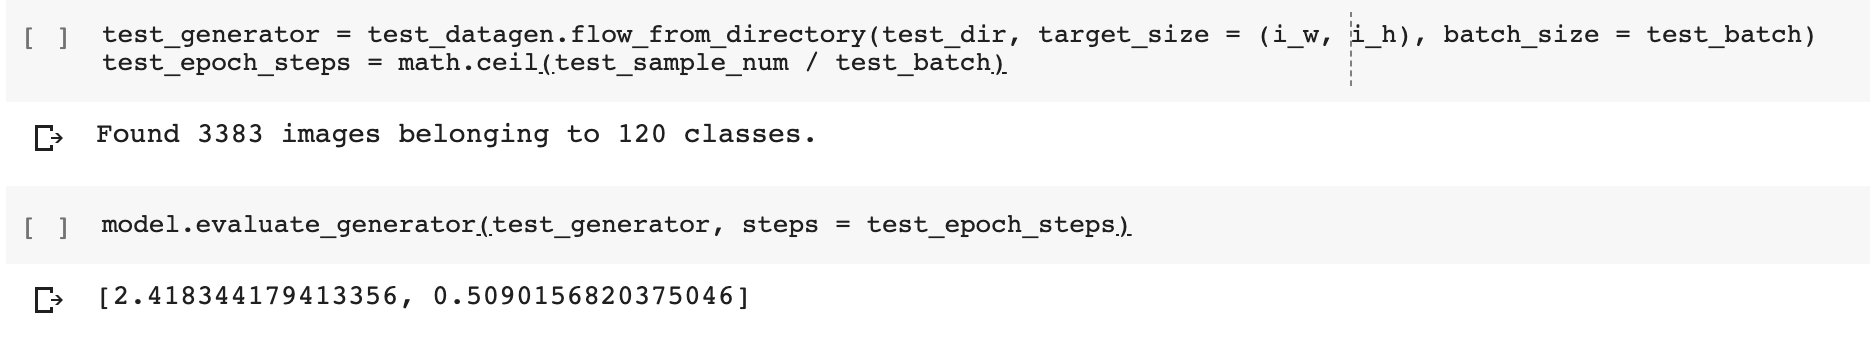 [ ] test_generator = test_datagen.flow_from_directory(test_dir, target_size = (i_w, i_h), batch_size = test_batch)
test_epoch_steps = math.ceil(test_sample_num / test_batch)
Found 3383 images belonging to 120 classes.
[ ] model.evaluate_generator(test_generator, steps = test_epoch_steps)
[2.418344179413356, 0.5090156820375046]